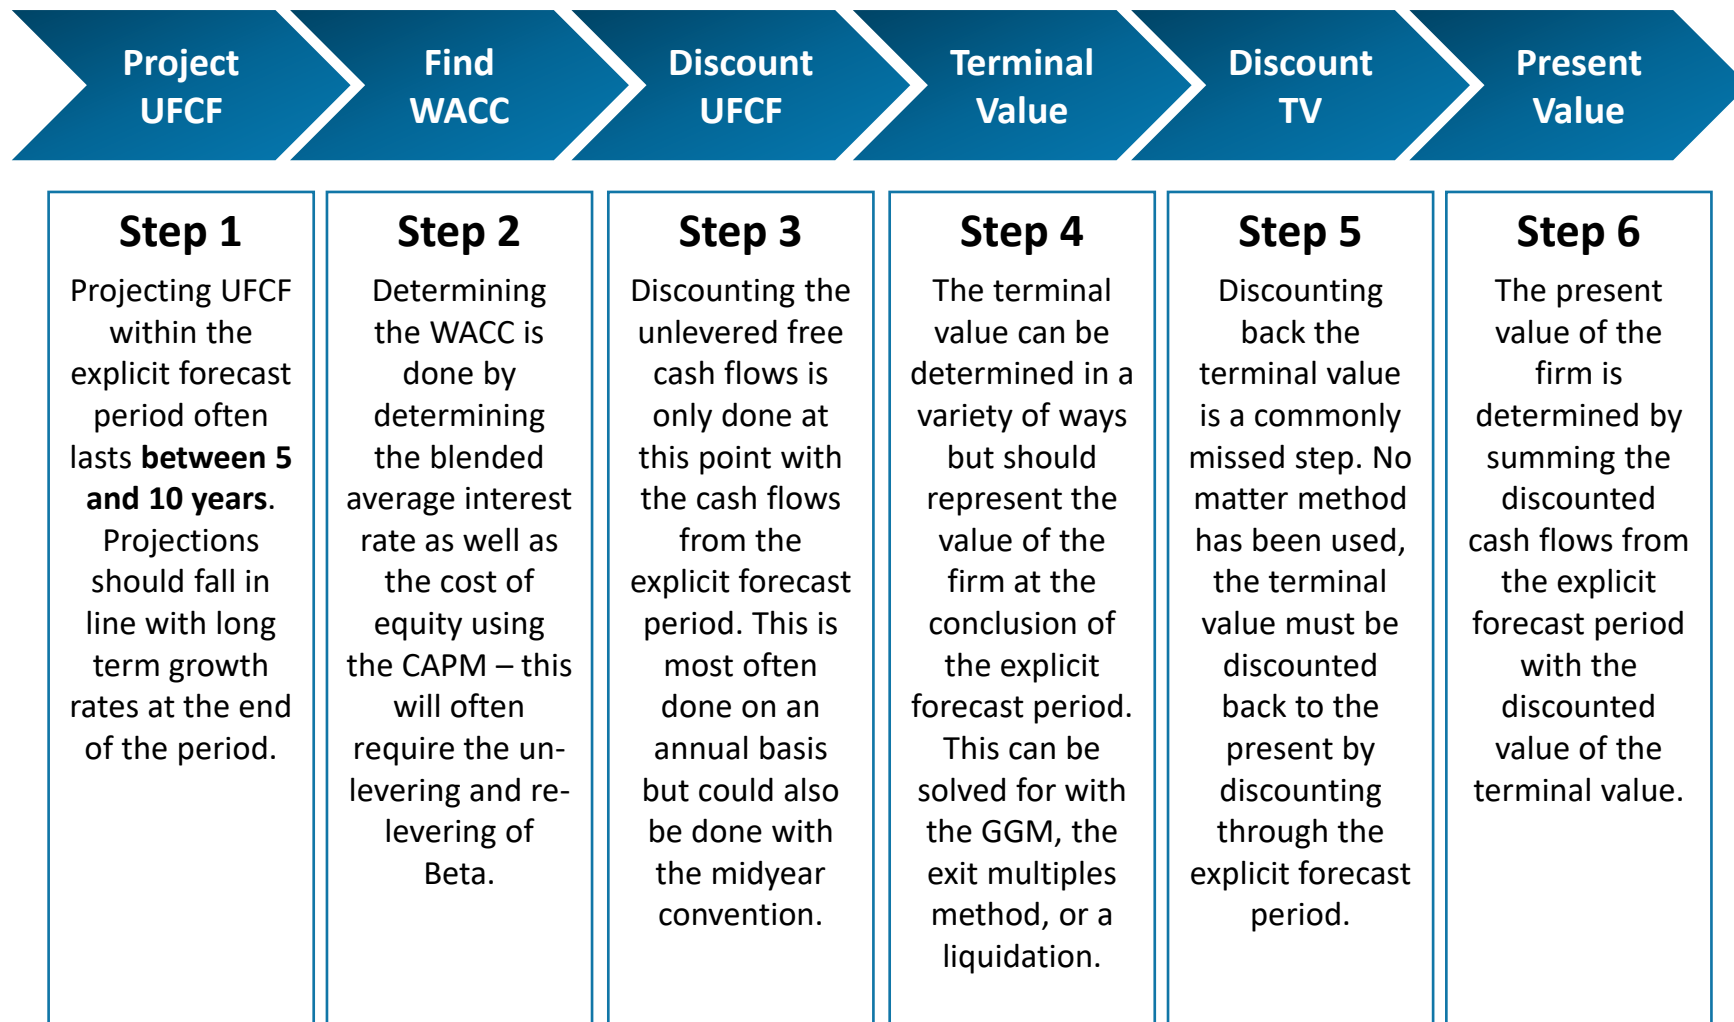 Project
UFCF
Find
WACC
Discount
UFCF
Terminal
Value
Discount
TV
Present
Value
Step 1
Projecting UFCF
within the
explicit forecast
period often
lasts between 5
and 10 years.
Projections
should fall in
line with long
term growth
rates at the end
of the period.
Step 2
Determining
the WACC is
done by
determining
the blended
average interest
rate as well as
the cost of
equity using
the CAPM – this
will often
require the un-
levering and re-
levering of
Beta.
Step 3
Discounting the
unlevered free
cash flows is
only done at
this point with
the cash flows
from the
explicit forecast
period. This is
most often
done on an
annual basis
but could also
be done with
the midyear
convention.
Step 4
The terminal
value can be
determined in a
variety of ways
but should
represent the
value of the
firm at the
conclusion of
the explicit
forecast period.
This can be
solved for with
the GGM, the
exit multiples
method, or a
liquidation.
Step 5
Discounting
back the
terminal value
is a commonly
missed step. No
matter method
has been used,
the terminal
value must be
discounted
back to the
present by
discounting
through the
explicit forecast
period.
Step 6
The present
value of the
firm is
determined by
summing the
discounted
cash flows from
the explicit
forecast period
with the
discounted
value of the
terminal value.